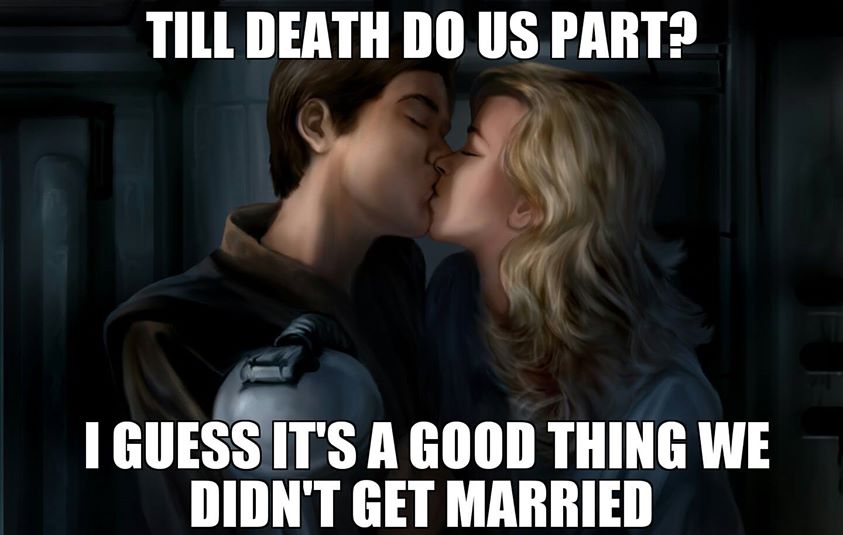 TILL DEATH DO US PART?
I GUESS IT'S A GOOD THING WE
DIDN'T GET MARRIED